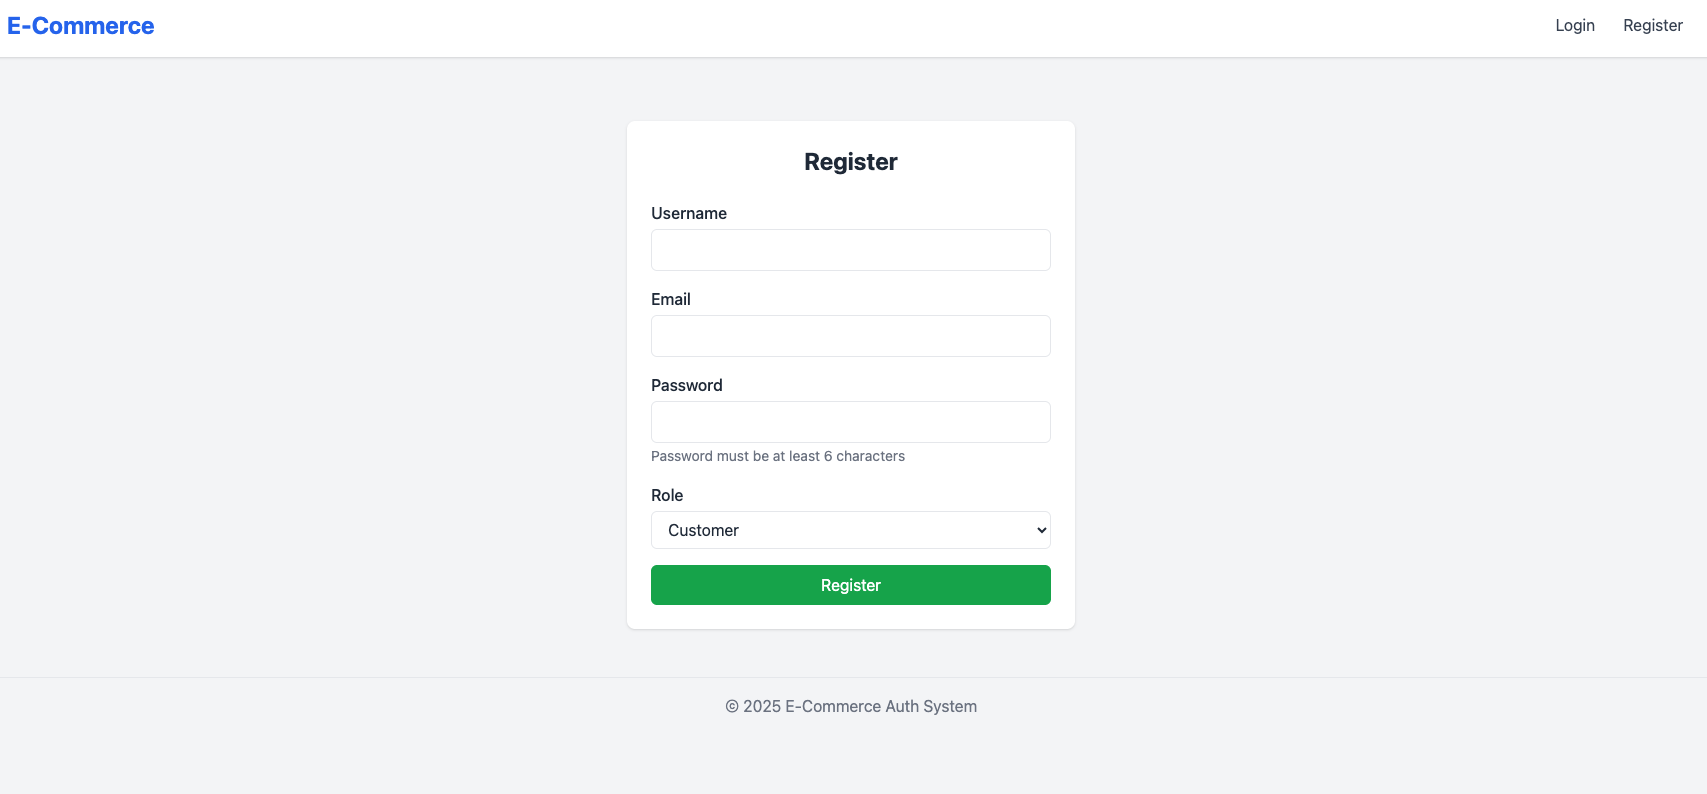 E-Commerce
Login
Register
Register
Username
Email
Password
Password must be at least 6 characters
Role
Customer
Register
© 2025 E-Commerce Auth System